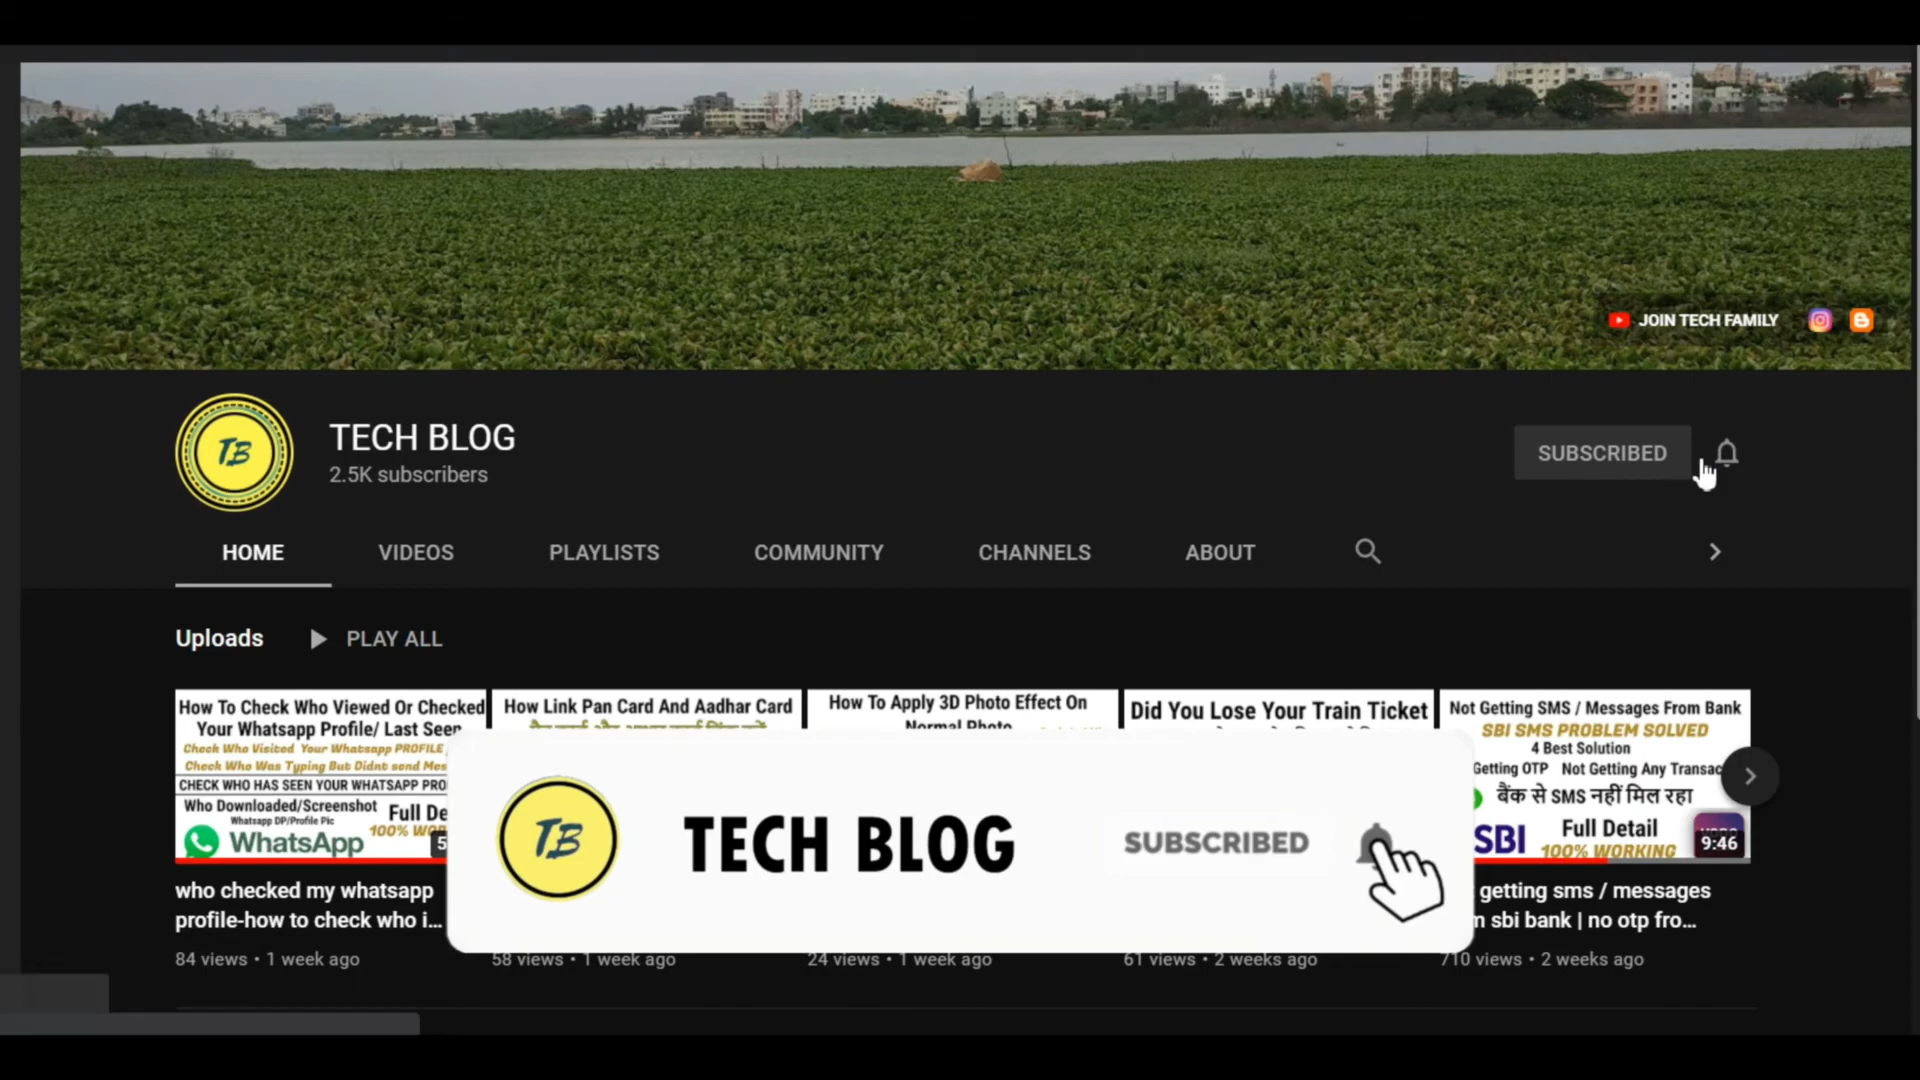 JOIN TECH FAMILY
TB
TECH BLOG
2.5K subscribers
SUBSCRIBED
HOME
VIDEOS
PLAYLISTS
COMMUNITY
CHANNELS
ABOUT
Uploads
PLAY ALL
How To Check Who Viewed Or Checked
Your Whatsapp Profile/ Last Seen
Check Who Visited Your Whatsapp PROFILE
Check Who Was Typing But Didnt send Mes
CHECK WHO HAS SEEN YOUR WHATSAPP PRO
Who Downloaded/Screenshot
Whatsapp DP/Profile Pic
Full De
100% WOR
WhatsApp
5
How Link Pan Card And Aadhar Card
How To Apply 3D Photo Effect On
Normal Photo
Did You Lose Your Train Ticket
Not Getting SMS / Messages From Bank
SBI SMS PROBLEM SOLVED
4 Best Solution
Getting OTP Not Getting Any Transac
बैंक से SMS नहीं मिल रहा
SBI
Full Detail
100% WORKING
9:46
TB
TECH BLOG
SUBSCRIBED
who checked my whatsapp
profile-how to check who i...
84 views • 1 week ago
58 views • 1 week ago
24 views • 1 week ago
61 views • 2 weeks ago
getting sms / messages
m sbi bank | no otp fro...
710 views • 2 weeks ago